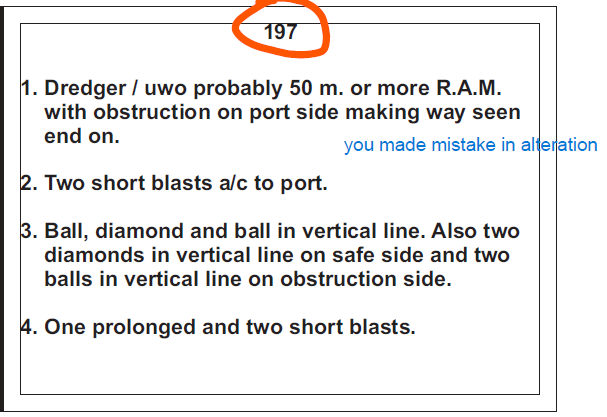 197
1. Dredger / uwo probably 50 m. or more R.A.M.
with obstruction on port side making way seen
end on.
you made mistake in alteration
2. Two short blasts a/c to port.
3. Ball, diamond and ball in vertical line. Also two
diamonds in vertical line on safe side and two
balls in vertical line on obstruction side.
4. One prolonged and two short blasts.